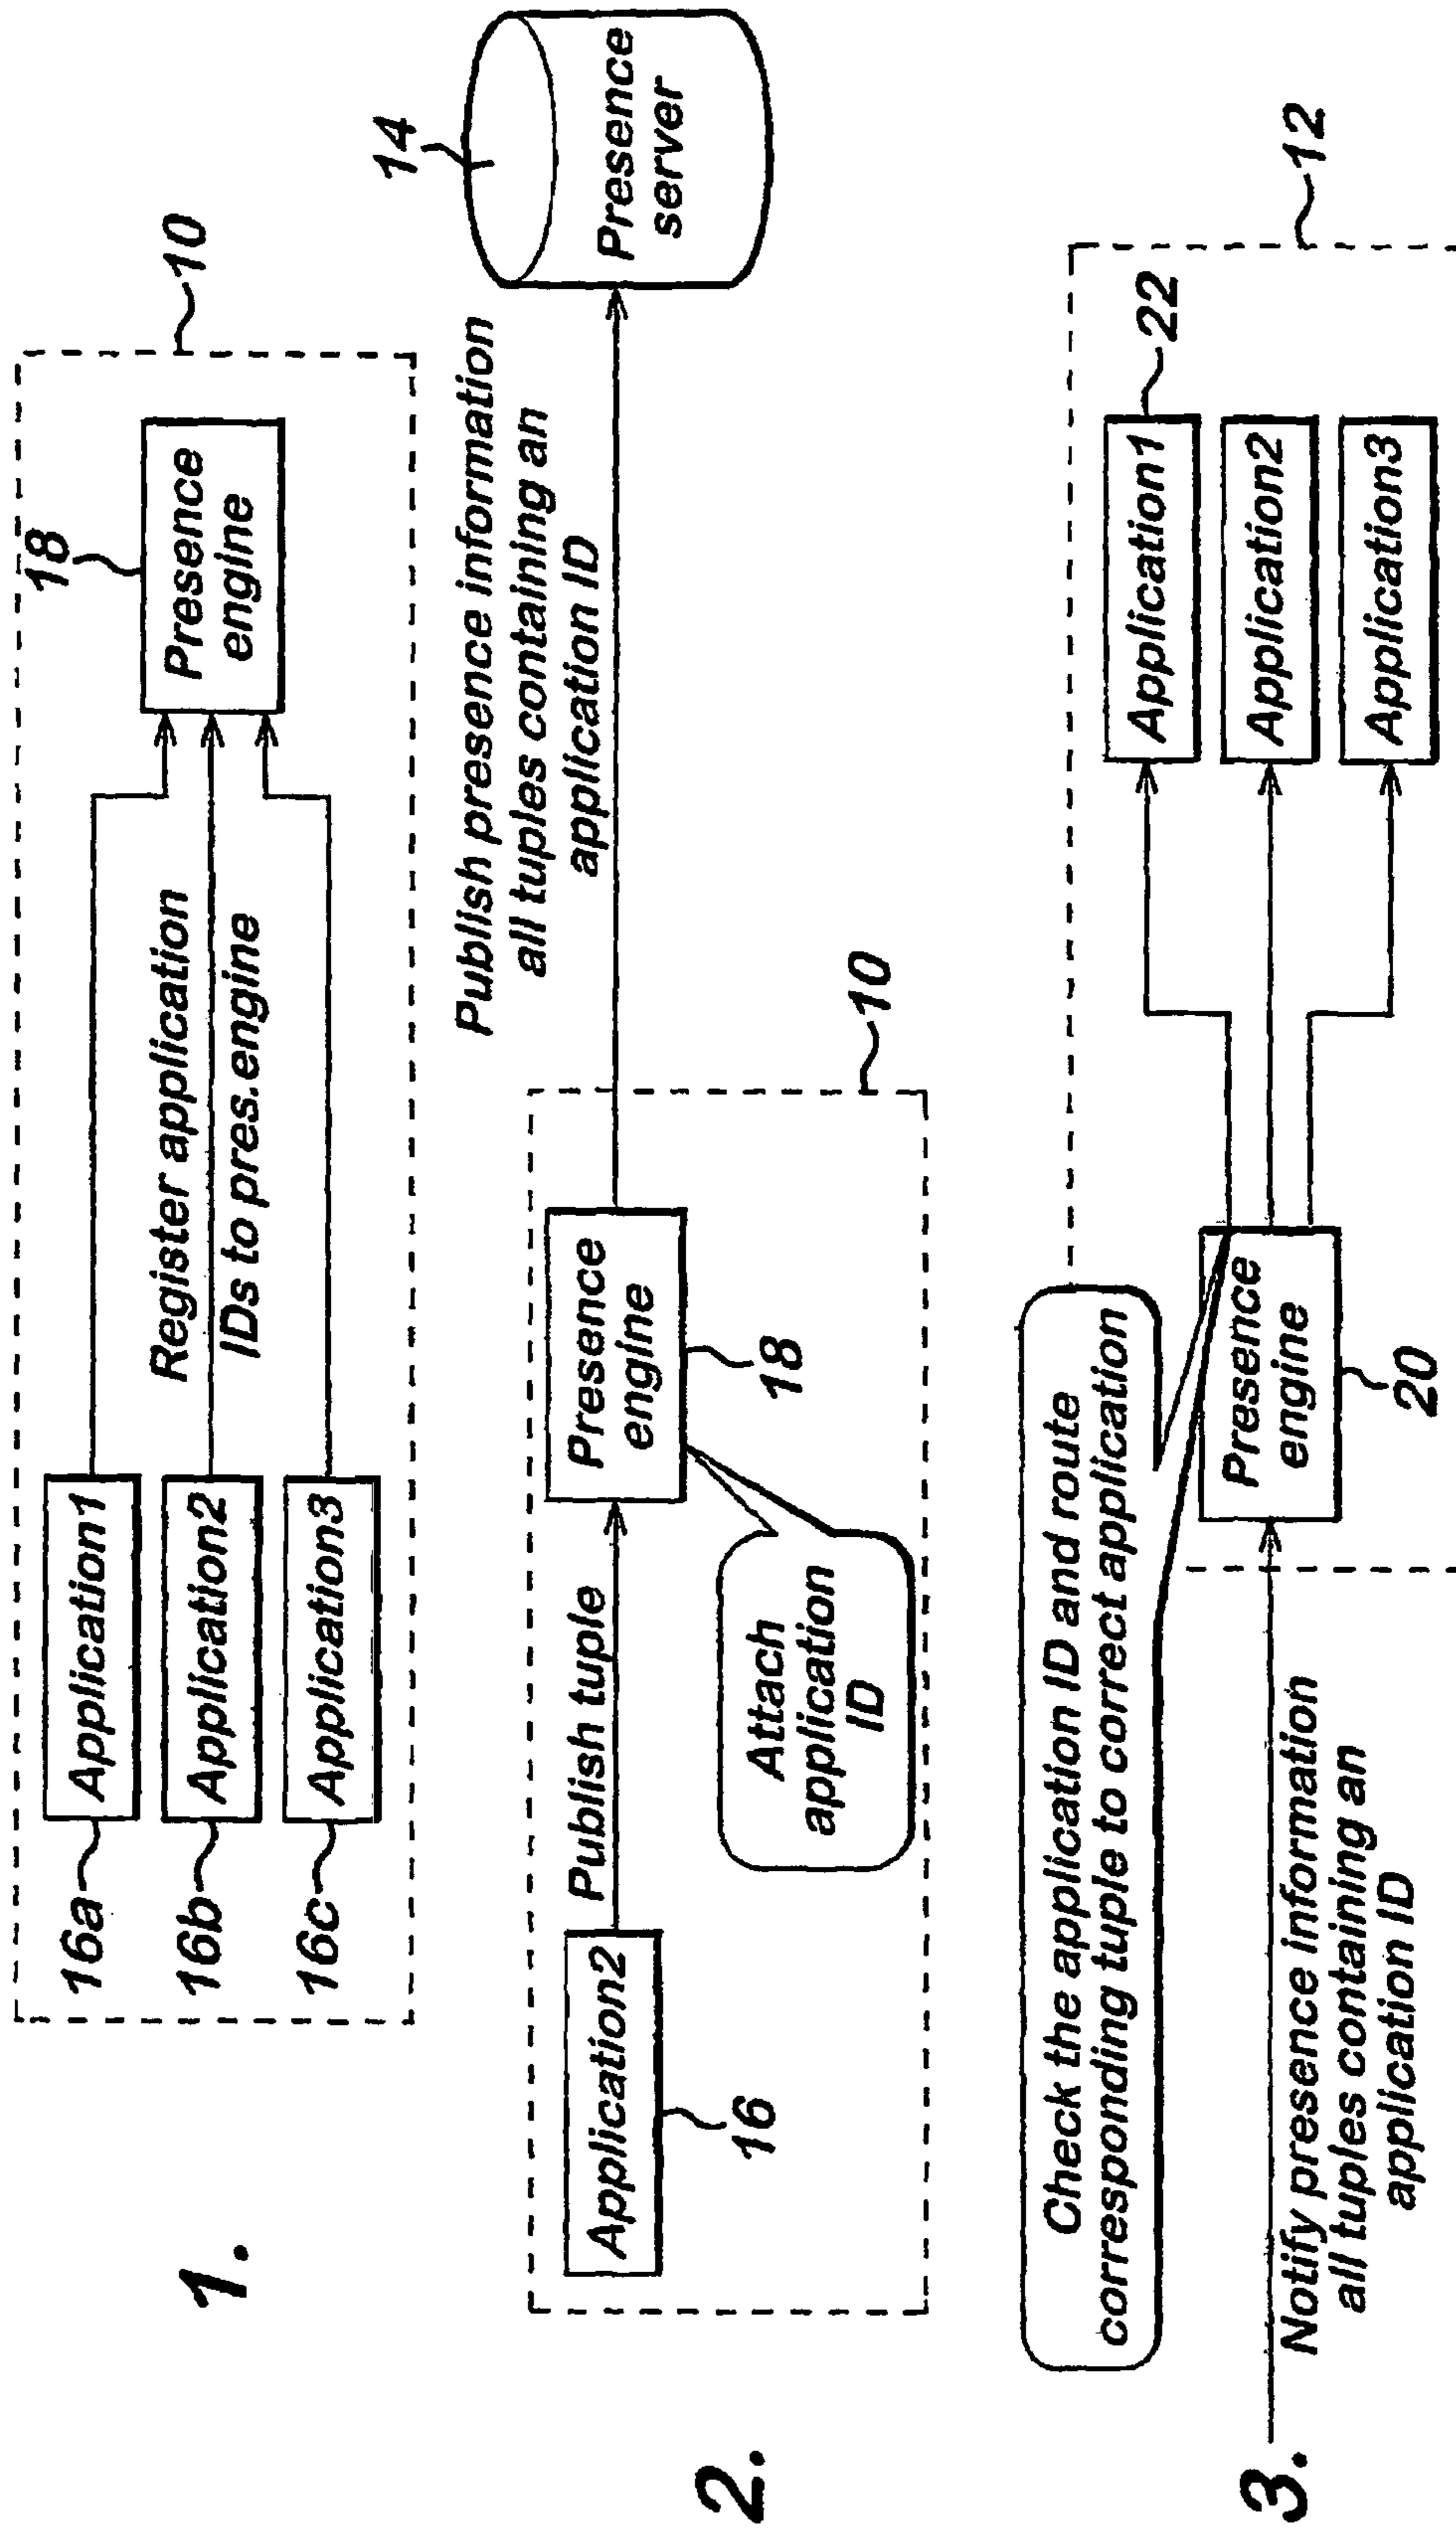 1.
10
18
16a
Application1
16b
Application2
16c
Application3
Register application
IDs to pres.engine
Presence
engine
2.
Application2
16
Publish tuple
Attach
application
ID
Presence
engine
18
10
Publish presence information
all tuples containing an
application ID
14
Presence
server
3.
Notify presence information
all tuples containing an
application ID
Check the application ID and route
corresponding tuple to correct application
Presence
engine
20
Application1
22
Application2
Application3
12